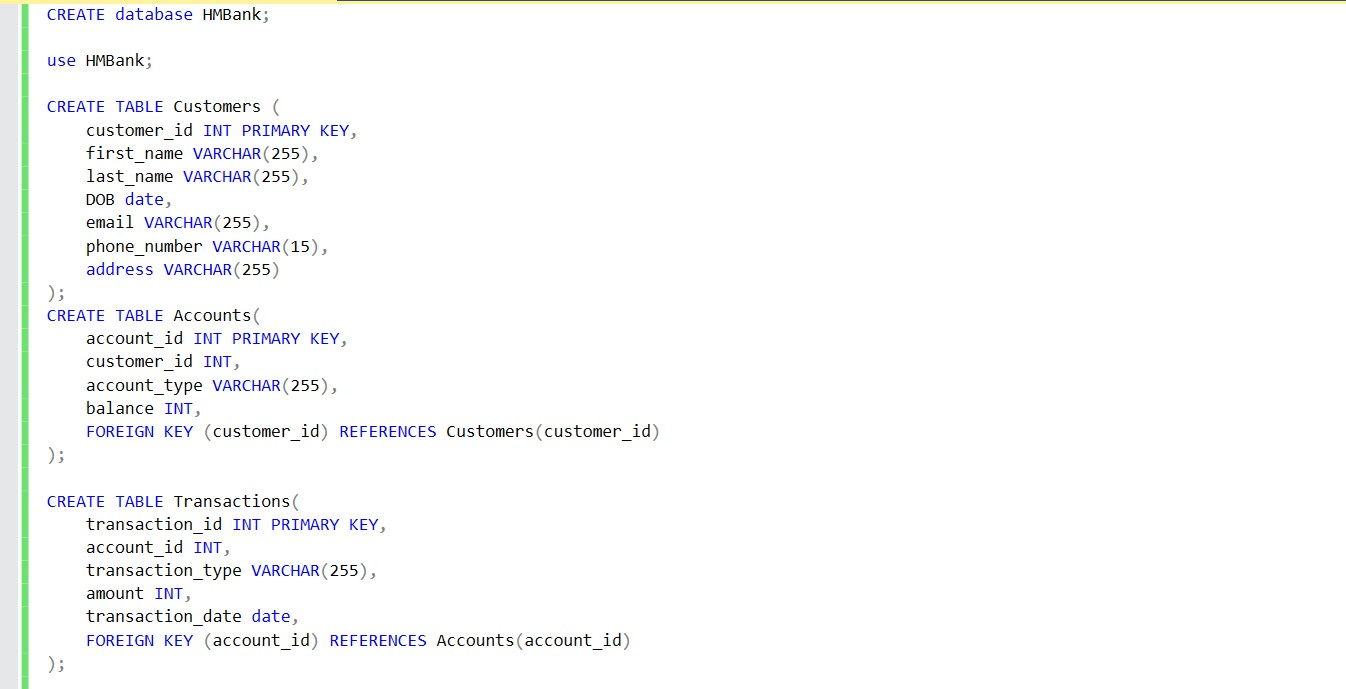 CREATE database HMBank;
use HMBank;
CREATE TABLE Customers (
customer_id INT PRIMARY KEY,
first_name VARCHAR(255),
last_name VARCHAR(255),
DOB date,
email VARCHAR(255),
phone_number VARCHAR(15),
address VARCHAR(255)
);
CREATE TABLE Accounts(
account_id INT PRIMARY KEY,
customer_id INT,
account_type VARCHAR(255),
balance INT,
FOREIGN KEY (customer_id) REFERENCES Customers(customer_id)
);
CREATE TABLE Transactions(
transaction_id INT PRIMARY KEY,
account_id INT,
transaction_type VARCHAR(255),
amount INT,
transaction_date date,
FOREIGN KEY (account_id) REFERENCES Accounts(account_id)
);